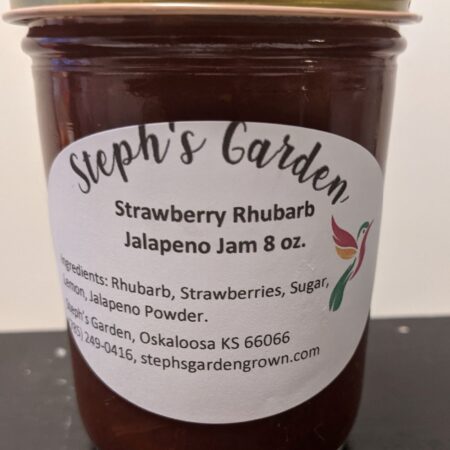 Steph's Garden
Strawberry Rhubarb
Jalapeno Jam 8 oz.
Ingredients: Rhubarb, Strawberries, Sugar,
Lemon, Jalapeno Powder.
Steph's Garden, Oskaloosa KS 66066
85) 249-0416, stephsgardengrown.com